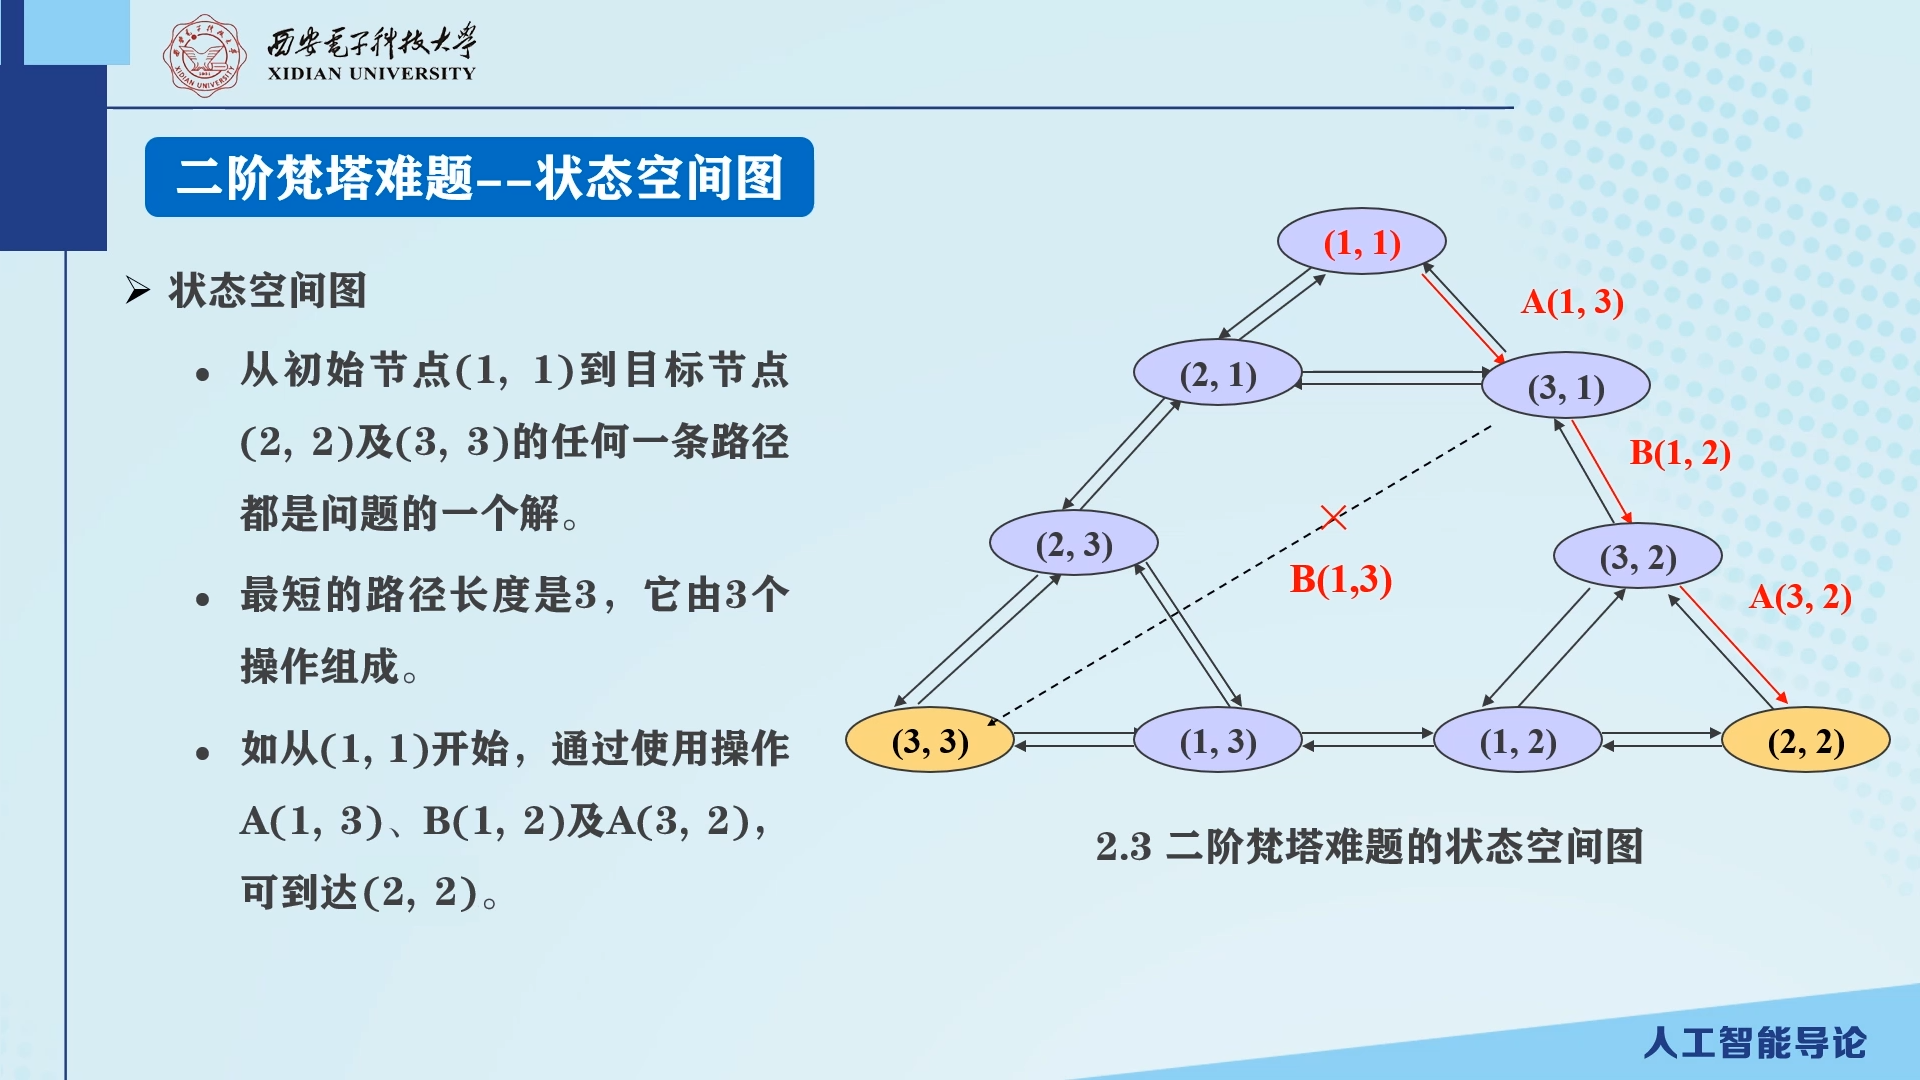 西安电子科技大学
XIDIAN UNIVERSITY
二阶梵塔难题--状态空间图
➢ 状态空间图
• 从初始节点(1, 1)到目标节点
(2, 2)及(3, 3)的任何一条路径
都是问题的一个解。
• 最短的路径长度是3，它由3个
操作组成。
• 如从(1, 1)开始，通过使用操作
A(1, 3)、B(1, 2)及A(3, 2)，
可到达(2, 2)。
(1, 1)
A(1, 3)
(2, 1)
(3, 1)
B(1, 2)
(2, 3)
(3, 2)
B(1,3)
A(3, 2)
(3, 3)
(1, 3)
(1, 2)
(2, 2)
2.3 二阶梵塔难题的状态空间图
人工智能导论